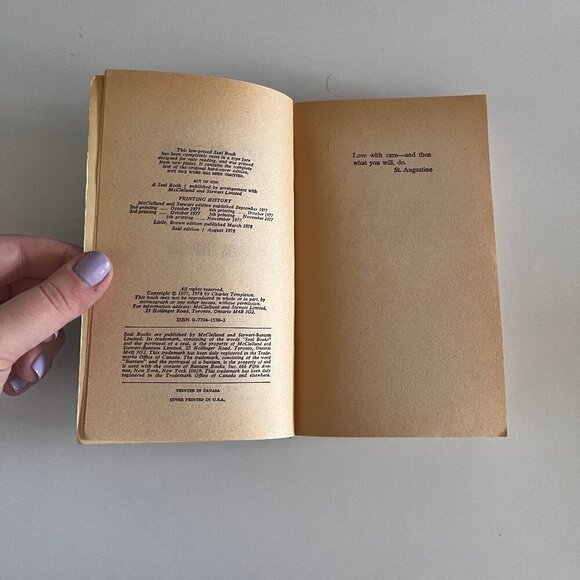 This low-priced Seal Book
has been completely reset in a type face
designed for easy reading, and was printed
from new plates. It contains the complete
text of the original hard-cover edition.
NOT ONE WORD HAS BEEN OMITTED.
ACT OF GOD
A Seal Book / published by arrangement with
McClelland and Stewart Limited
PRINTING HISTORY
McClelland and Stewart edition published September 1977
2nd printing .... October 1977 4th printing .... October 1977
3rd printing .... October 1977 5th printing .... November 1977
6th printing .... November 1977
Little, Brown edition published March 1978
Seal edition / August 1978
All rights reserved.
Copyright © 1977, 1978 by Charles Templeton.
This book may not be reproduced in whole or in part, by
mimeograph or any other means, without permission.
For information address: McClelland and Stewart Limited,
25 Hollinger Road, Toronto, Ontario M4B 3G2.
ISBN 0-7704-1530-3
Seal Books are published by McClelland and Stewart-Bantam
Limited. Its trademark, consisting of the words "Seal Books"
and the portrayal of a seal, is the property of McClelland
and Stewart-Bantam Limited, 25 Hollinger Road, Toronto, Ontario
M4B 3G2. This trademark has been duly registered in the Trade-
marks Office of Canada. The trademark, consisting of the word
"Bantam" and the portrayal of a bantam, is the property of and
is used with the consent of Bantam Books, Inc. 666 Fifth Aven-
ue, New York, New York 10019. This trademark has been duly
registered in the Trademark Office of Canada and elsewhere.
PRINTED IN CANADA
COVER PRINTED IN U.S.A.
Love with care—and then
what you will, do.
St. Augustine